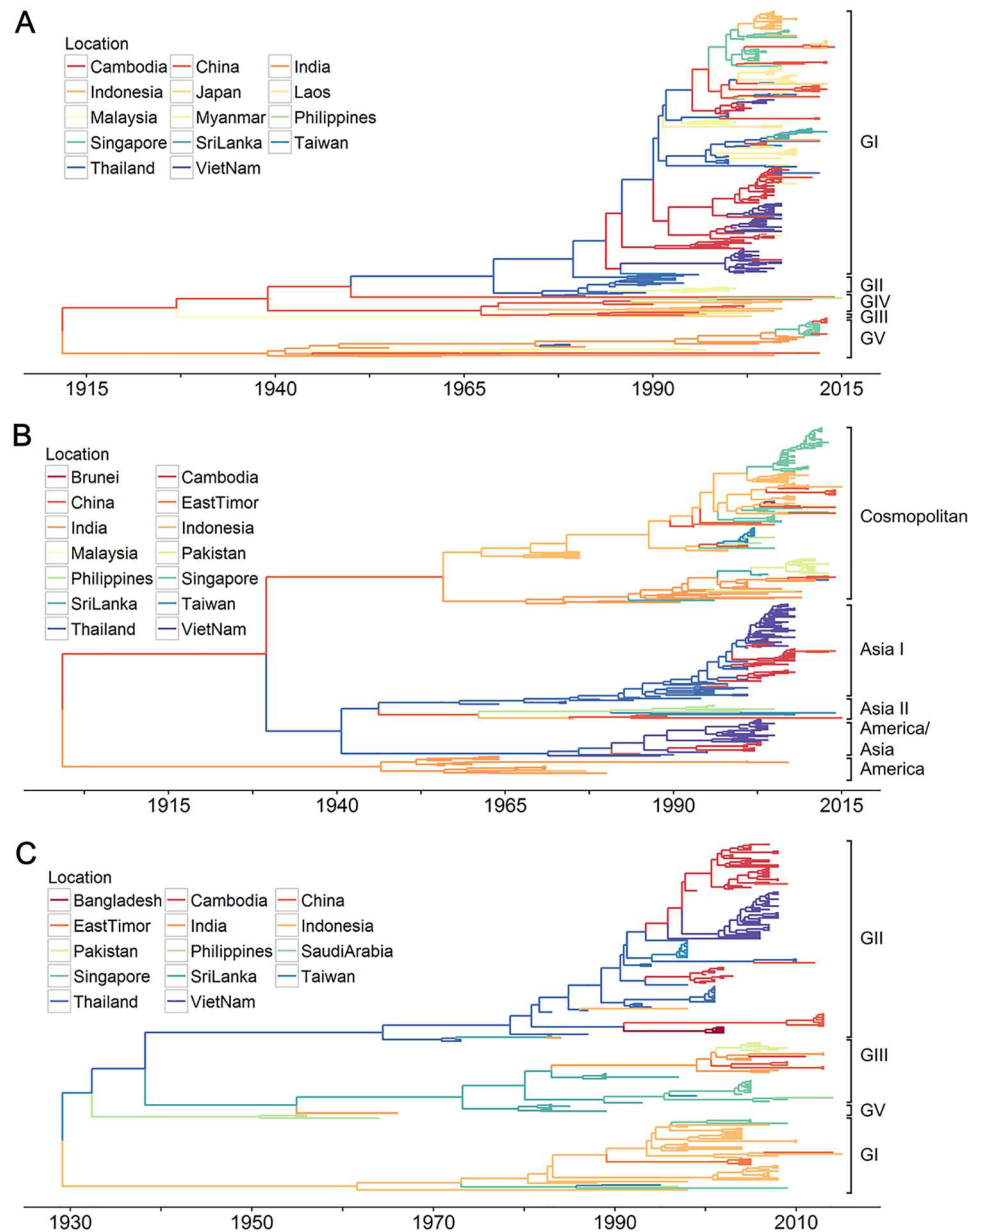 A
Location
Cambodia China India
Indonesia Japan Laos
Malaysia Myanmar Philippines
Singapore SriLanka Taiwan
Thailand VietNam
GI
GII
GIV
GIII
GV
1915 1940 1965 1990 2015
B
Location
Brunei Cambodia
China EastTimor
India Indonesia
Malaysia Pakistan
Philippines Singapore
SriLanka Taiwan
Thailand VietNam
Cosmopolitan
Asia I
Asia II
America/
Asia
America
1915 1940 1965 1990 2015
C
Location
Bangladesh Cambodia China
EastTimor India Indonesia
Pakistan Philippines SaudiArabia
Singapore SriLanka Taiwan
Thailand VietNam
GII
GIII
GV
GI
1930 1950 1970 1990 2010